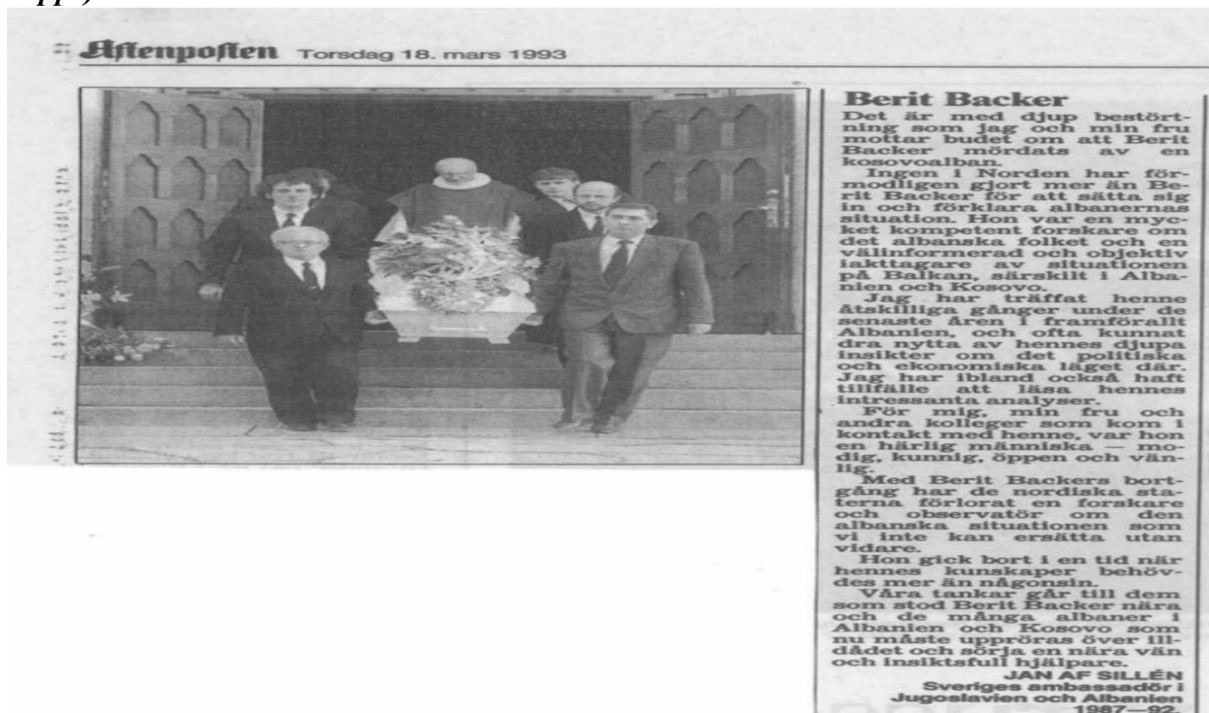 Aftenposten Torsdag 18. mars 1993
Berit Backer
Det är med djup bestört-
ning som jag och min fru
mottar budet om att Berit
Backer mördats av en
kosovoalban.
Ingen i Norden har för-
modligen gjort mer än Be-
rit Backer för att sätta sig
in och förklara albanernas
situation. Hon var en myc-
ket kompetent forskare om
det albanska folket och en
välinformerad och objektiv
iakttagare av situationen
på Balkan, särskilt i Alba-
nien och Kosovo.
Jag har träffat henne
åtskilliga gånger under de
senaste åren i framförallt
Albanien, och ofta kunnat
dra nytta av hennes djupa
insikter om det politiska
och ekonomiska läget där.
Jag har ibland också haft
tillfälle att läsa hennes
intressanta analyser.
För mig, min fru och
andra kolleger som kom i
kontakt med henne, var hon
en härlig människa — mo-
dig, kunnig, öppen och vän-
lig.
Med Berit Backers bort-
gång har de nordiska sta-
terna förlorat en forskare
och observatör om den
albanska situationen som
vi inte kan ersätta utan
vidare.
Hon gick bort i en tid när
hennes kunskaper behöv-
des mer än någonsin.
Våra tankar går till dem
som stod Berit Backer nära
och de många albaner i
Albanien och Kosovo som
nu måste uppröras över ill-
dådet och sörja en nära vän
och insiktsfull hjälpare.
JAN AF SILLÉN
Sveriges ambassadör i
Jugoslavien och Albanien
1987—92.